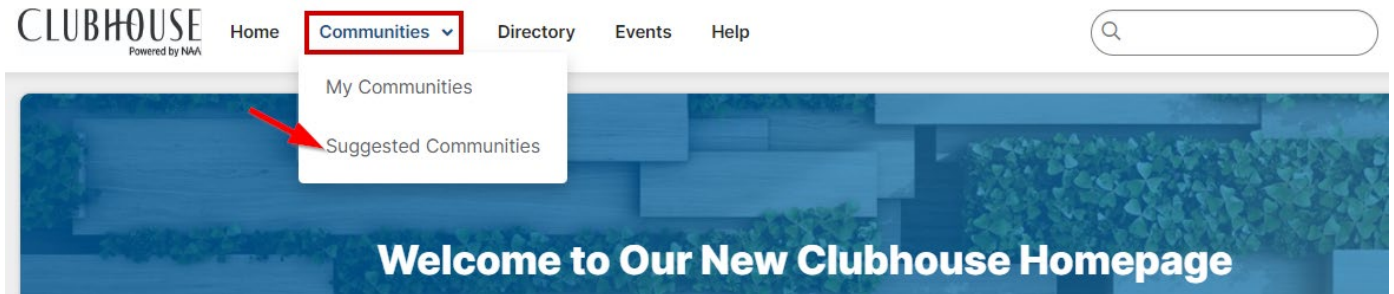 CLUBHOUSE
Powered by NAA
Home Communities Directory Events Help
My Communities
Suggested Communities
Welcome to Our New Clubhouse Homepage